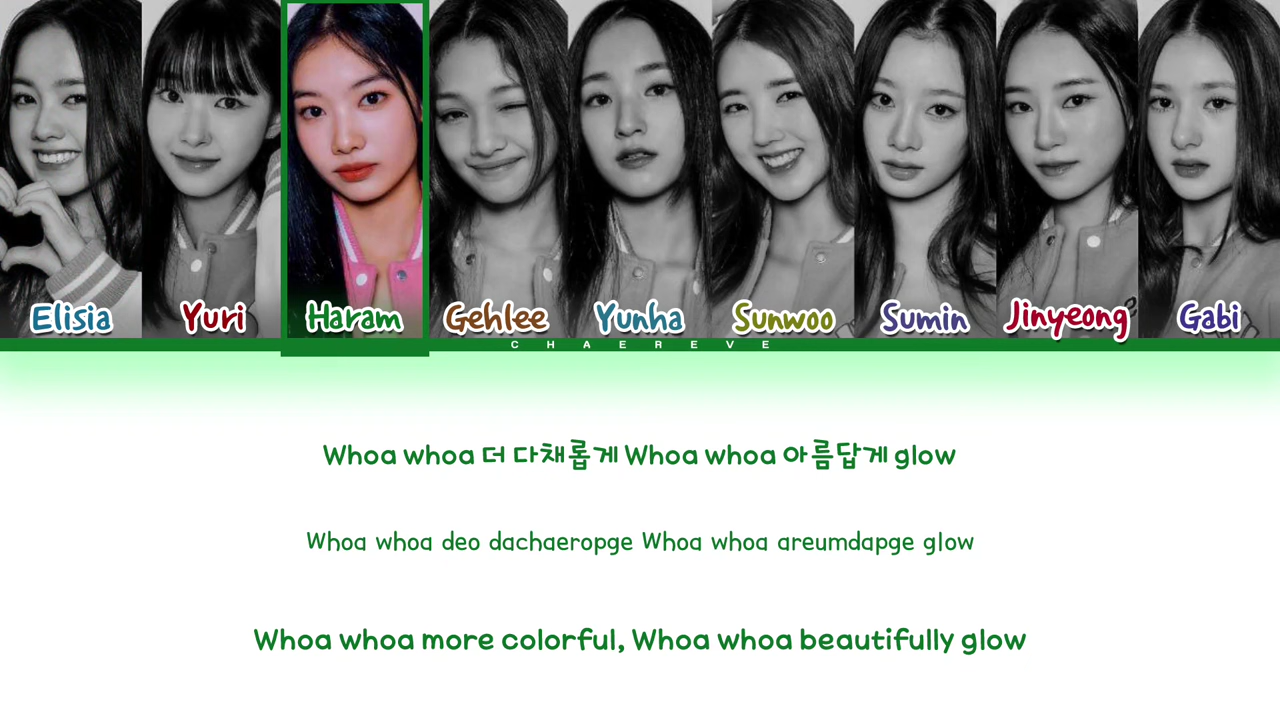 Elisia Yuri Haram Gehlee Yunha Sunwoo Sumin Jinyeong Gabi
CHAEREVE
Whoa whoa 더 다채롭게 Whoa whoa 아름답게 glow
Whoa whoa deo dachaeropge Whoa whoa areumdapge glow
Whoa whoa more colorful, Whoa whoa beautifully glow